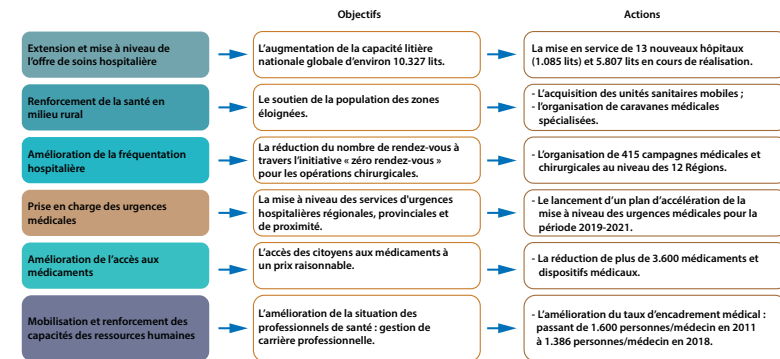 Objectifs
Actions
Extension et mise à niveau de
l'offre de soins hospitalière
L'augmentation de la capacité litière
nationale globale d'environ 10.327 lits.
La mise en service de 13 nouveaux hôpitaux
(1.085 lits) et 5.807 lits en cours de réalisation.
Renforcement de la santé en
milieu rural
Le soutien de la population des zones
éloignées.
- L'acquisition des unités sanitaires mobiles ;
- l'organisation de caravanes médicales
spécialisées.
Amélioration de la fréquentation
hospitalière
La réduction du nombre de rendez-vous à
travers l'initiative « zéro rendez-vous »
pour les opérations chirurgicales.
- L'organisation de 415 campagnes médicales et
chirurgicales au niveau des 12 Régions.
Prise en charge des urgences
médicales
La mise à niveau des services d'urgences
hospitalières régionales, provinciales et
de proximité.
- Le lancement d'un plan d'accélération de la
mise à niveau des urgences médicales pour la
période 2019-2021.
Amélioration de l'accès aux
médicaments
L'accès des citoyens aux médicaments à
un prix raisonnable.
- La réduction de plus de 3.600 médicaments et
dispositifs médicaux.
Mobilisation et renforcement des
capacités des ressources humaines
L'amélioration de la situation des
professionnels de santé : gestion de
carrière professionnelle.
- L'amélioration du taux d'encadrement médical :
passant de 1.600 personnes/médecin en 2011
à 1.386 personnes/médecin en 2018.